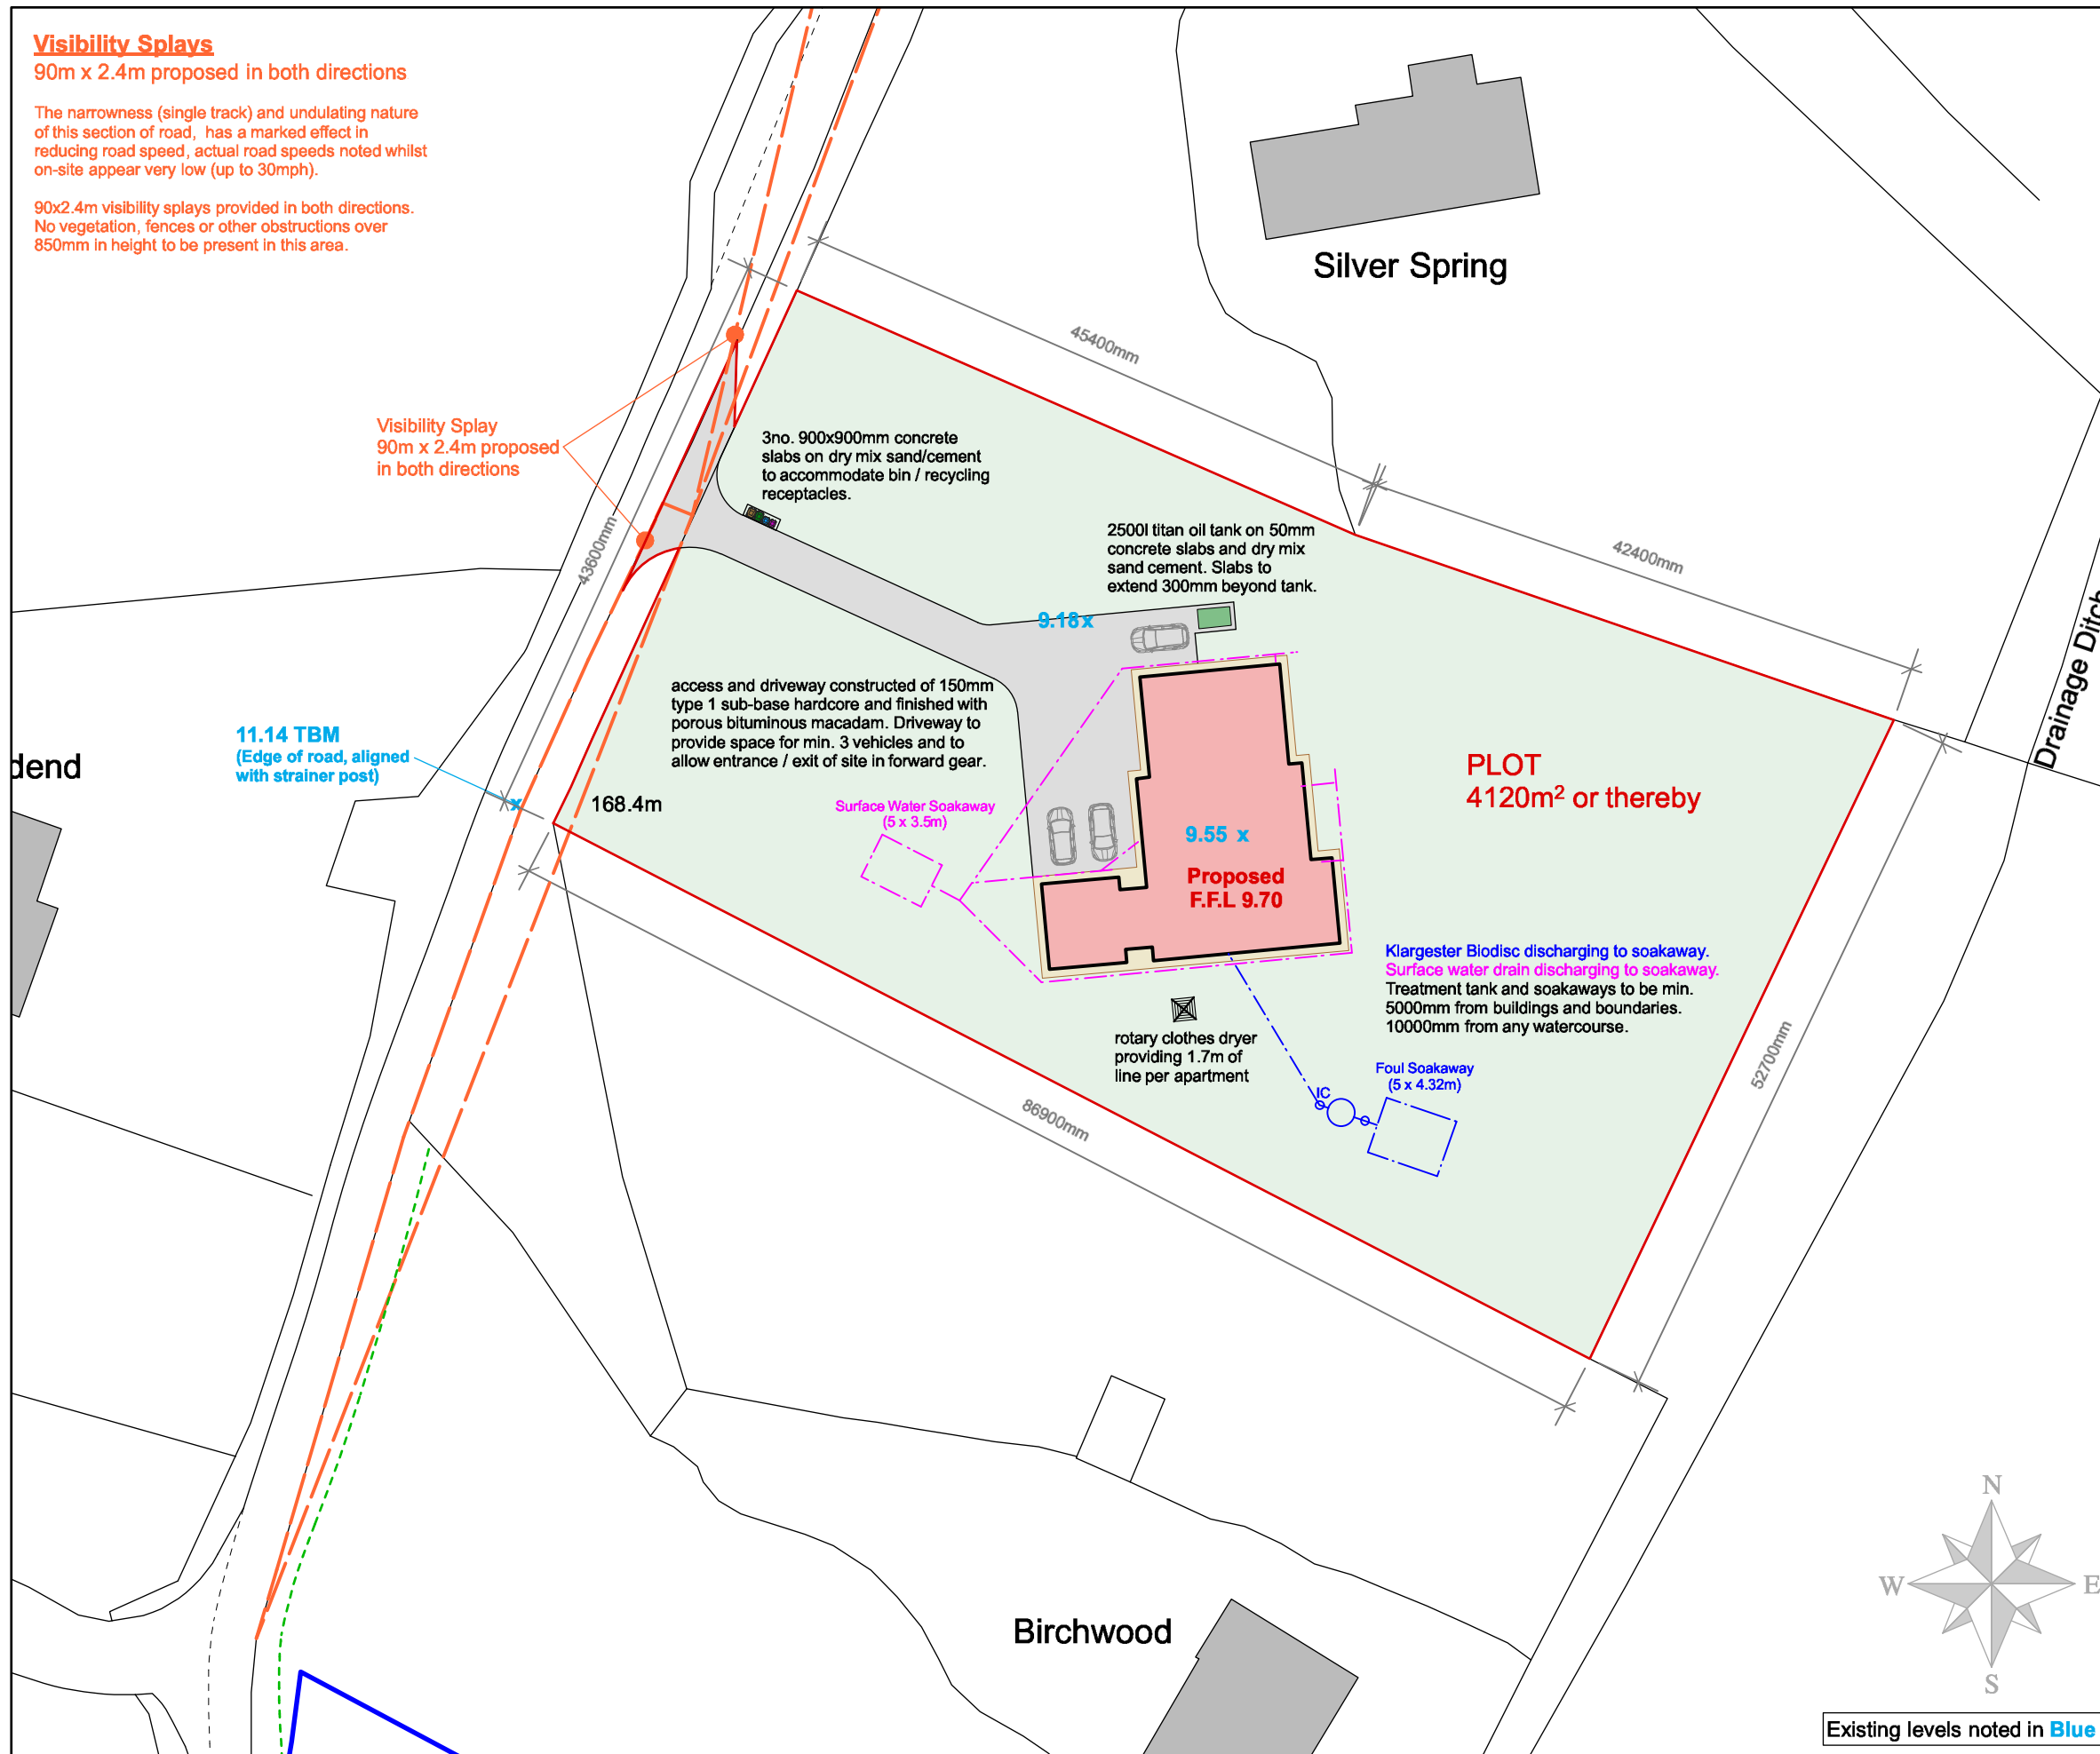 Visibility Splays
90m x 2.4m proposed in both directions
The narrowness (single track) and undulating nature
of this section of road, has a marked effect in
reducing road speed, actual road speeds noted whilst
on-site appear very low (up to 30mph).
90x2.4m visibility splays provided in both directions.
No vegetation, fences or other obstructions over
850mm in height to be present in this area.
Silver Spring
45400mm
Visibility Splay
90m x 2.4m proposed
in both directions
3no. 900x900mm concrete
slabs on dry mix sand/cement
to accommodate bin / recycling
receptacles.
43600mm
2500l titan oil tank on 50mm
concrete slabs and dry mix
sand cement. Slabs to
extend 300mm beyond tank.
42400mm
9.18x
Drainage Ditch
access and driveway constructed of 150mm
type 1 sub-base hardcore and finished with
porous bituminous macadam. Driveway to
provide space for min. 3 vehicles and to
allow entrance / exit of site in forward gear.
11.14 TBM
(Edge of road, aligned
with strainer post)
x
dend
168.4m
Surface Water Soakaway
(5 x 3.5m)
PLOT
4120m² or thereby
9.55 x
Proposed
F.F.L 9.70
Klargester Biodisc discharging to soakaway.
Surface water drain discharging to soakaway.
Treatment tank and soakaways to be min.
5000mm from buildings and boundaries.
10000mm from any watercourse.
rotary clothes dryer
providing 1.7m of
line per apartment
52700mm
Foul Soakaway
(5 x 4.32m)
IC
86900mm
Birchwood
N
W
E
S
Existing levels noted in Blue